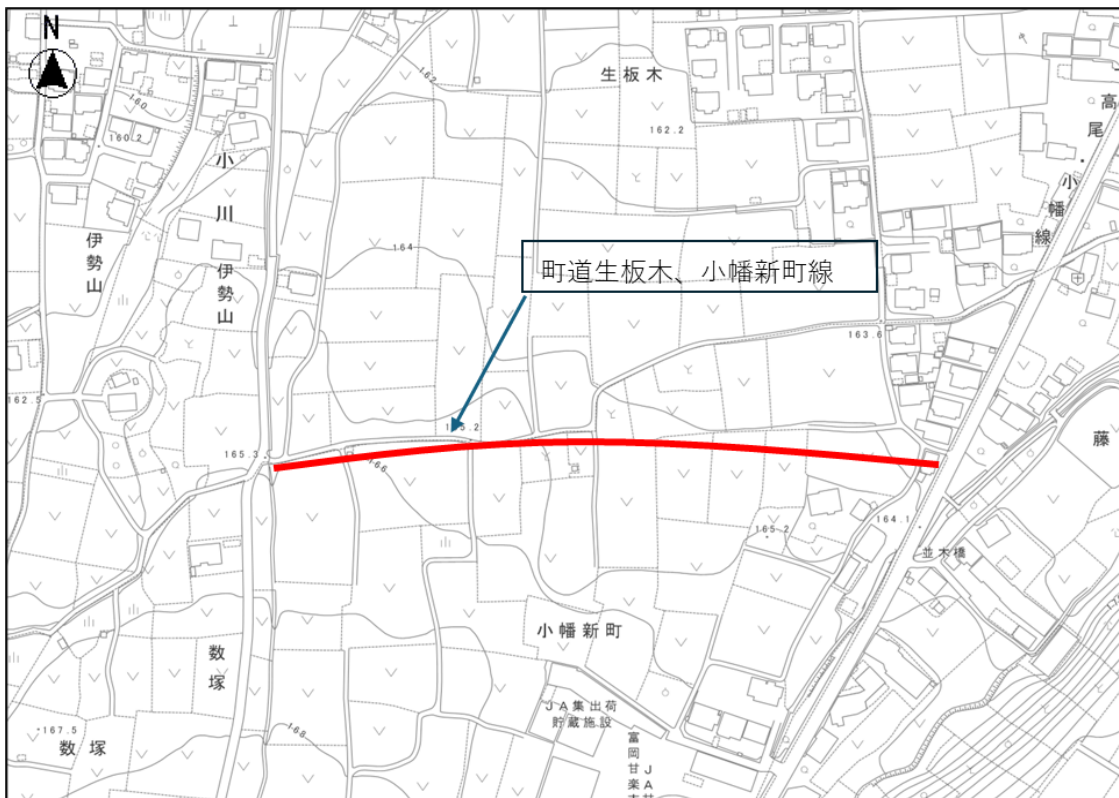 N
生板木
162
160
160.2
162.2
高尾小幡線
小川
伊勢山
伊勢山
164
町道生板木、小幡新町線
163.6
162.5
165.2
165.3
166
藤
164.1
165.2
並木橋
小幡新町
数塚
JA集出荷
貯蔵施設
167.5
数塚
168
富岡甘楽